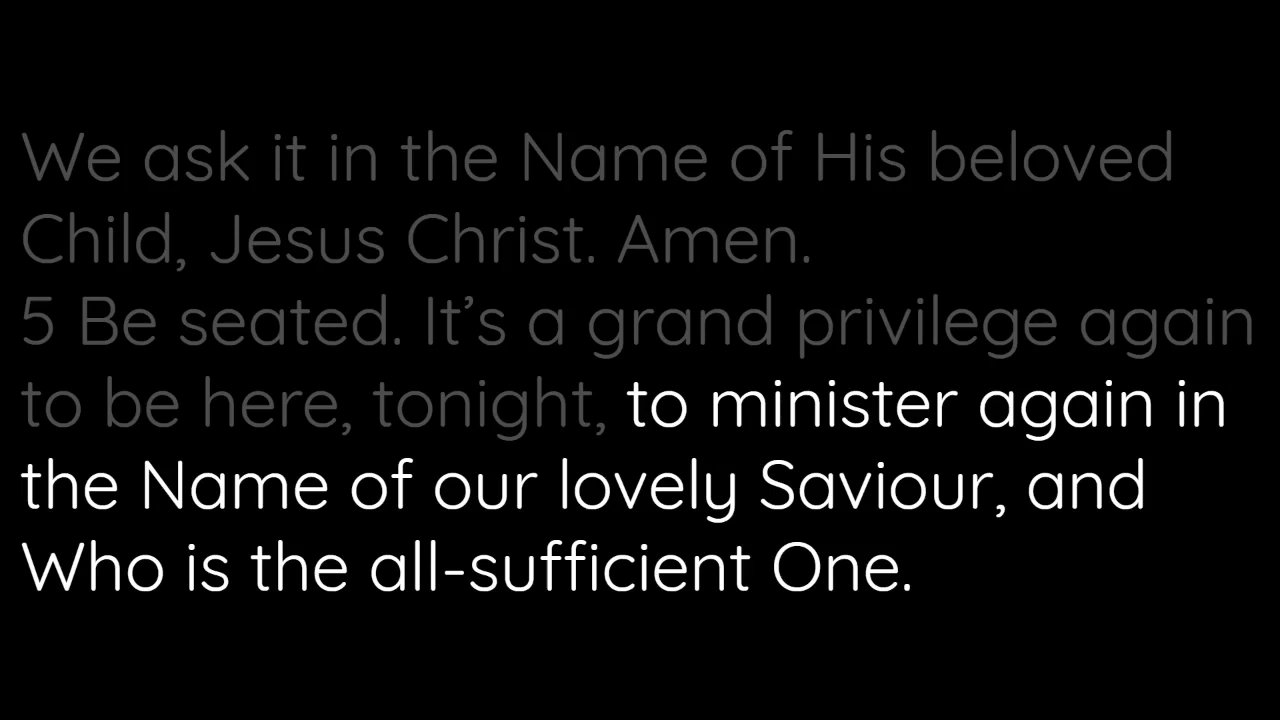 We ask it in the Name of His beloved
Child, Jesus Christ. Amen.
5 Be seated. It’s a grand privilege again
to be here, tonight, to minister again in
the Name of our lovely Saviour, and
Who is the all-sufficient One.